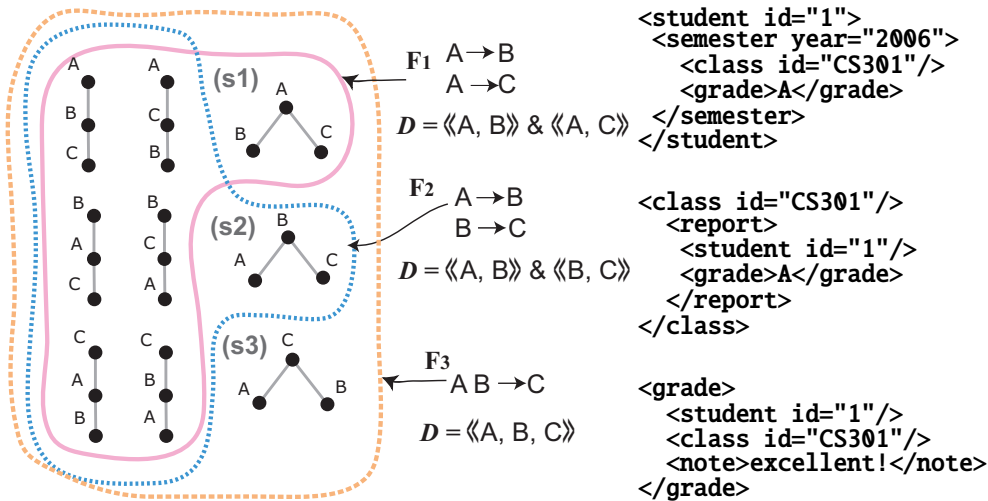 A
B
C
A
C
B
(s1)
A
B
C
B
A
C
B
C
A
(s2)
B
A
C
C
A
B
C
B
A
(s3)
C
A
B
F1 A→B
A→C
D = 《A, B》 & 《A, C》
F2 A→B
B→C
D = 《A, B》 & 《B, C》
F3 A B →C
D = 《A, B, C》
<student id="1">
<semester year="2006">
<class id="CS301"/>
<grade>A</grade>
</semester>
</student>
<class id="CS301"/>
<report>
<student id="1"/>
<grade>A</grade>
</report>
</class>
<grade>
<student id="1"/>
<class id="CS301"/>
<note>excellent!</note>
</grade>